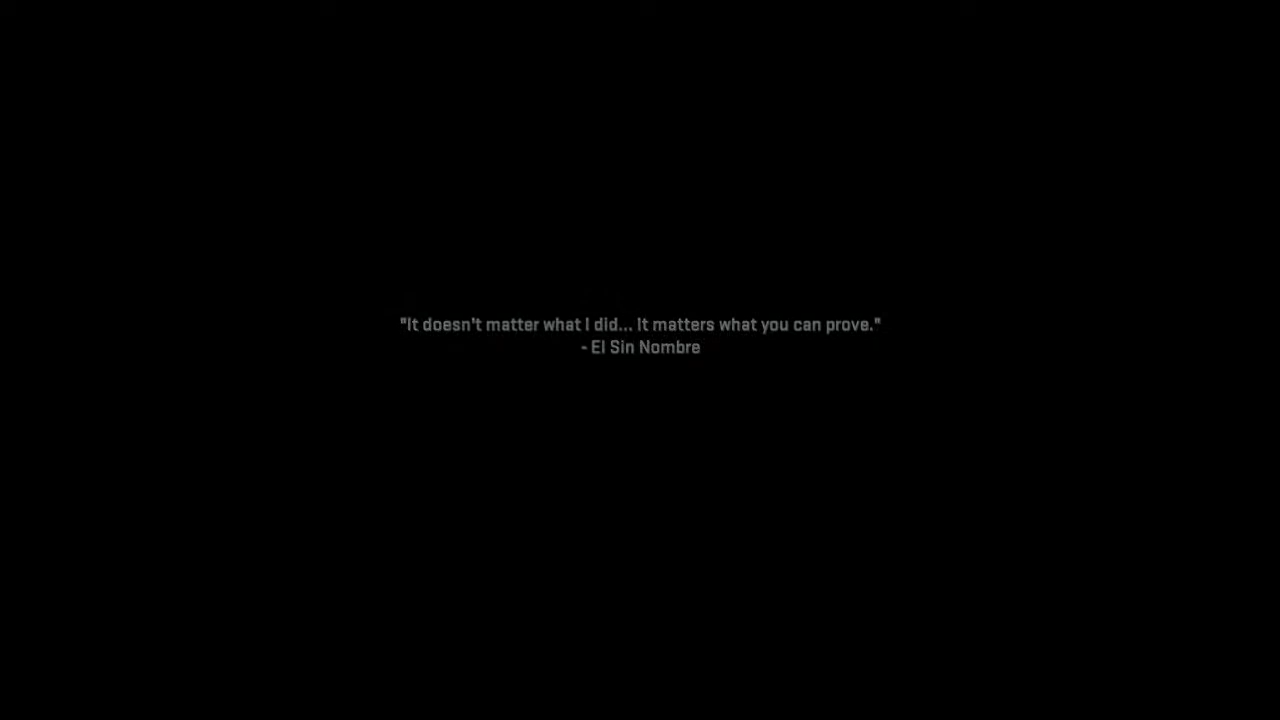 "It doesn't matter what I did... it matters what you can prove."
- El Sin Nombre